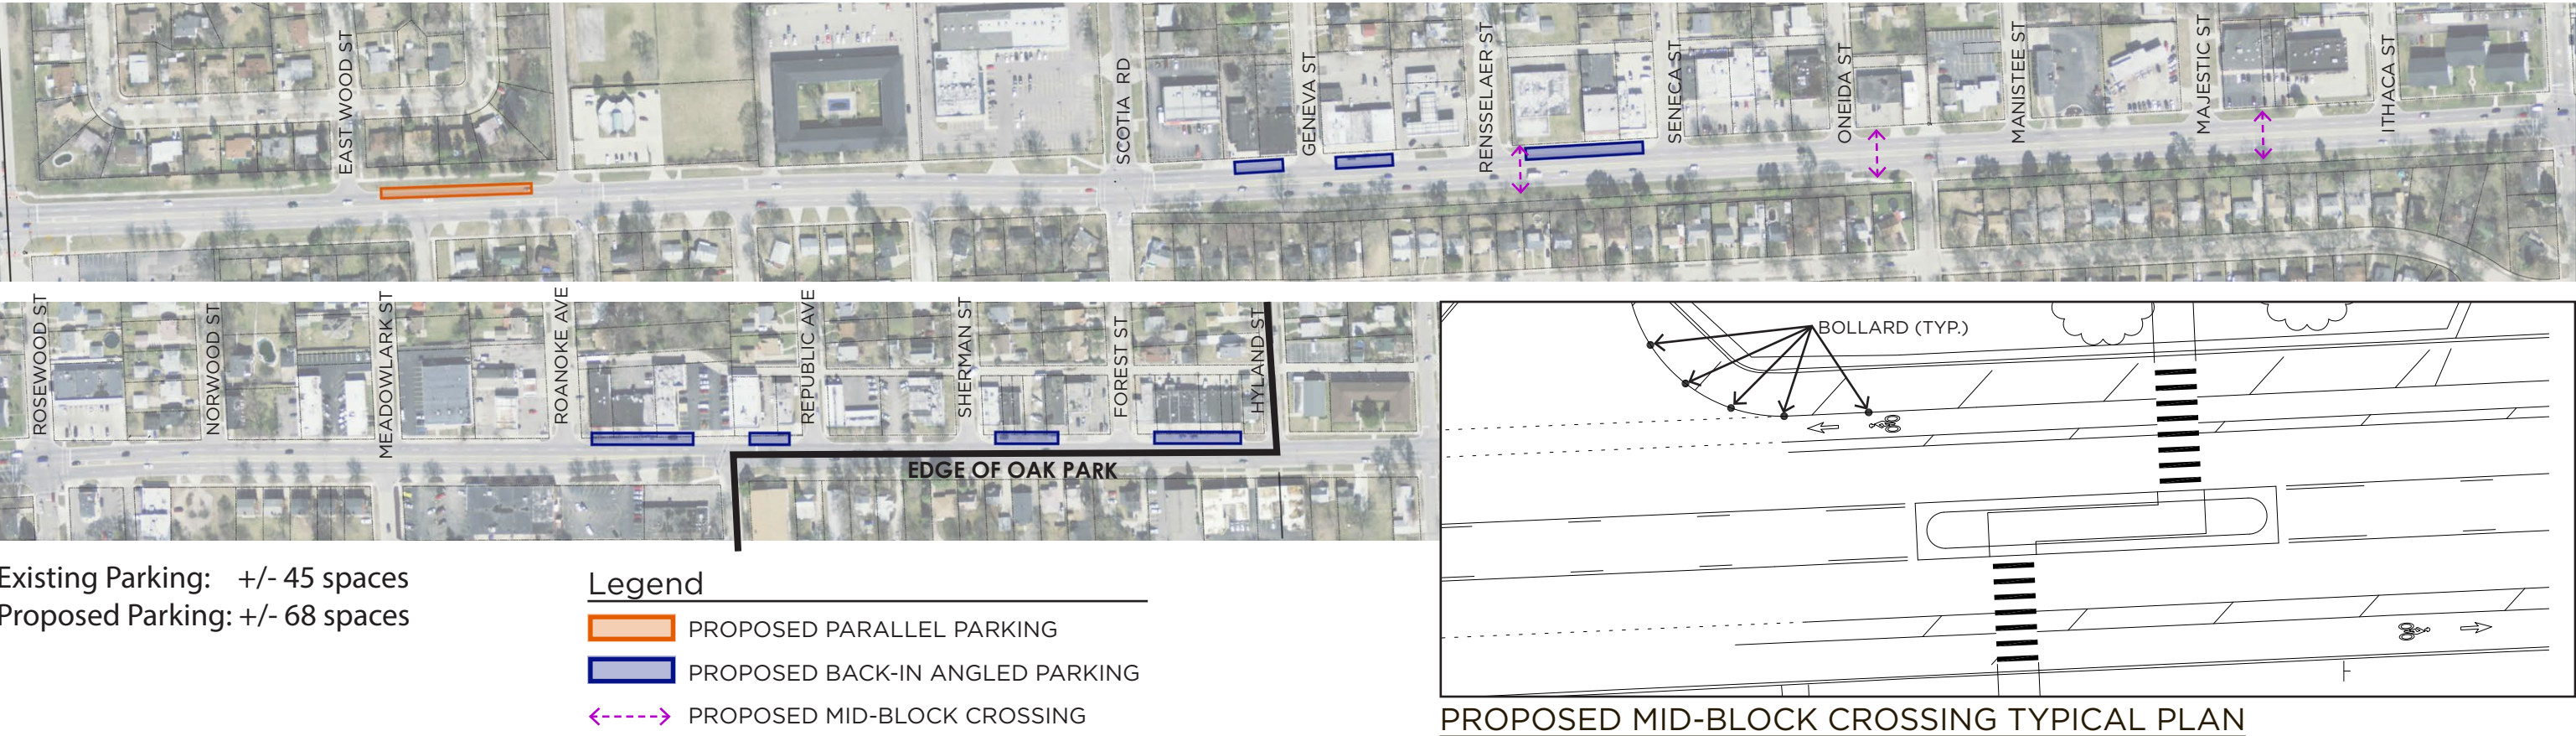 EASTWOOD ST
SCOTIA RD
GENEVA ST
RENSSELAER ST
SENECA ST
ONEIDA ST
MANISTEE ST
MAJESTIC ST
ITHACA ST
ROSEWOOD ST
NORWOOD ST
MEADOWLARK ST
ROANOKE AVE
REPUBLIC AVE
SHERMAN ST
FOREST ST
HYLAND ST
EDGE OF OAK PARK
BOLLARD (TYP.)
Existing Parking: +/- 45 spaces
Proposed Parking: +/- 68 spaces
Legend
PROPOSED PARALLEL PARKING
PROPOSED BACK-IN ANGLED PARKING
PROPOSED MID-BLOCK CROSSING
PROPOSED MID-BLOCK CROSSING TYPICAL PLAN